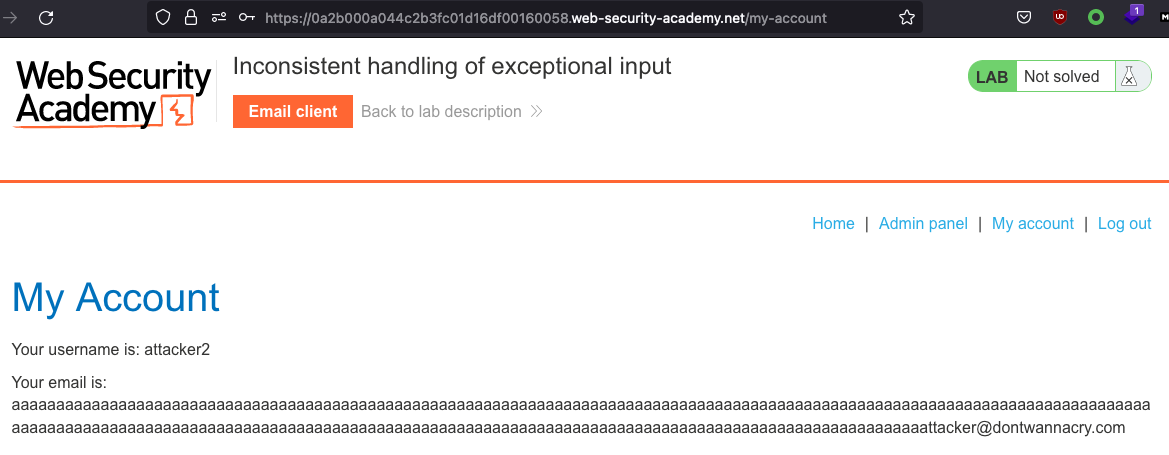 https://0a2b000a044c2b3fc01d16df00160058.web-security-academy.net/my-account
1
Web Security
Academy
Inconsistent handling of exceptional input
LAB Not solved
Email client Back to lab description
Home | Admin panel | My account | Log out
My Account
Your username is: attacker2
Your email is:
aaaaaaaaaaaaaaaaaaaaaaaaaaaaaaaaaaaaaaaaaaaaaaaaaaaaaaaaaaaaaaaaaaaaaaaaaaaaaaaaaaaaaaaaaaaaaaaaaaaaaaaaaaaaaaaaaaaaaaaaaaaaaaaa
aaaaaaaaaaaaaaaaaaaaaaaaaaaaaaaaaaaaaaaaaaaaaaaaaaaaaaaaaaaaaaaaaaaaaaaaaaaaaaaaaaaaaaaaaaaaaaaaaaaaaaattacker@dontwannacry.com